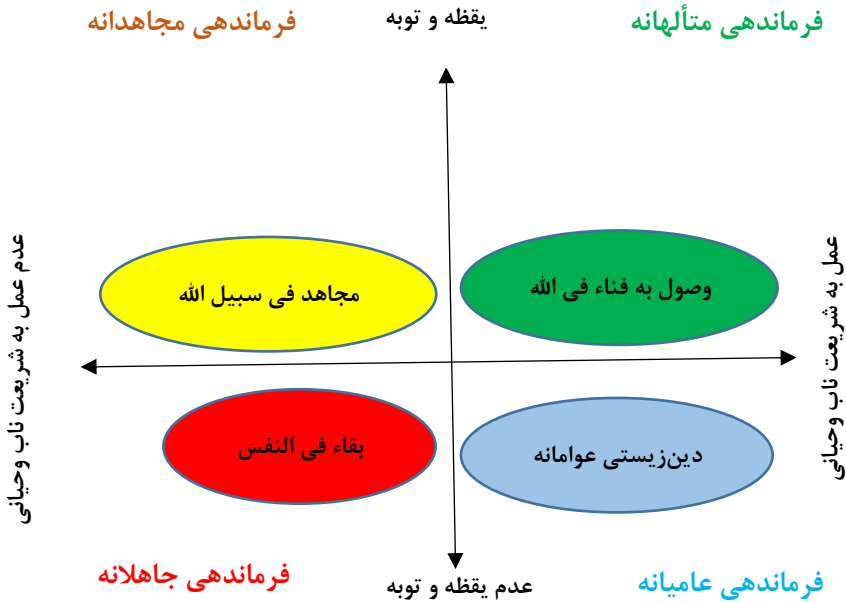 فرماندهی متألهانه
یقظه و توبه
فرماندهی مجاهدانه
عمل به شریعت ناب وحیانی
وصول به فناء فی الله
مجاهد فی سبیل الله
عدم عمل به شریعت ناب وحیانی
دین‌زیستی عوامانه
بقاء فی النفس
فرماندهی عامیانه
عدم یقظه و توبه
فرماندهی جاهلانه